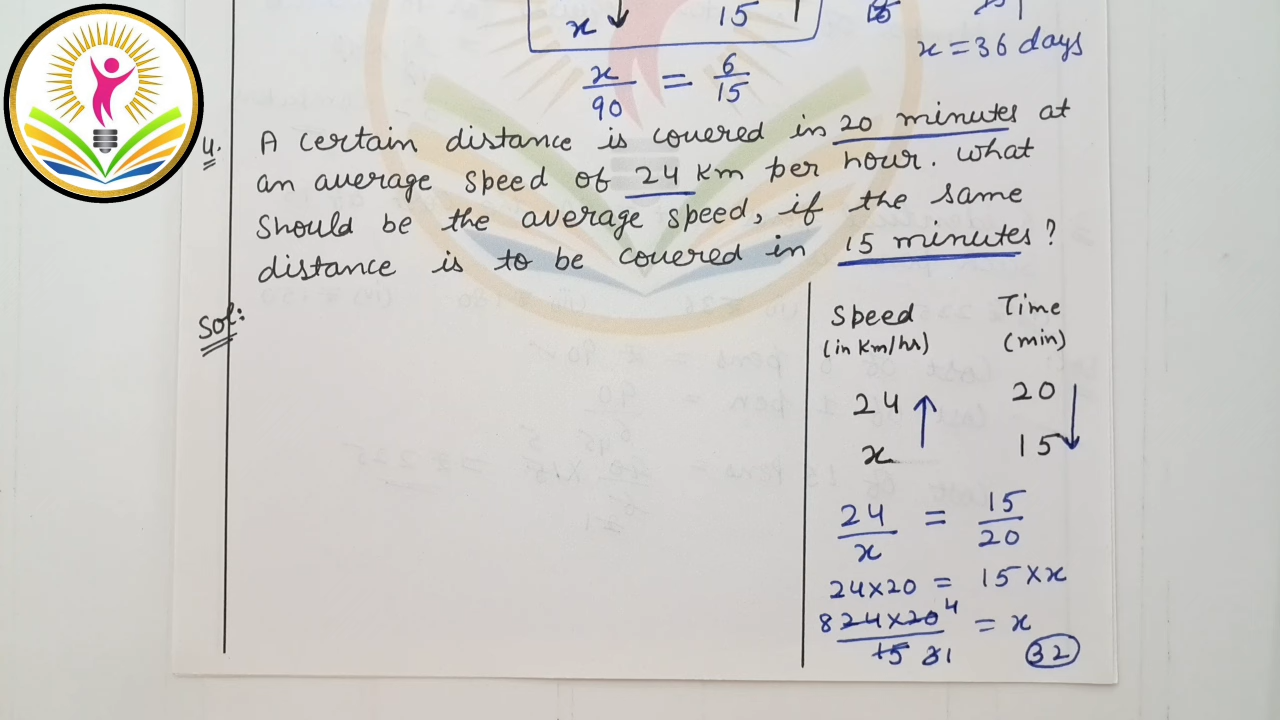 x ↓ 15
x = 36 days
x/90 = 6/15
4. A certain distance is covered in 20 minutes at
an average speed of 24 Km per hour. What
should be the average speed, if the same
distance is to be covered in 15 minutes?
Sol:
Speed Time
(in Km/hr) (min)
24 ↑ 20 ↓
x 15
24/x = 15/20
24×20 = 15×x
8 24×20 4 / 15 3 1 = x
32